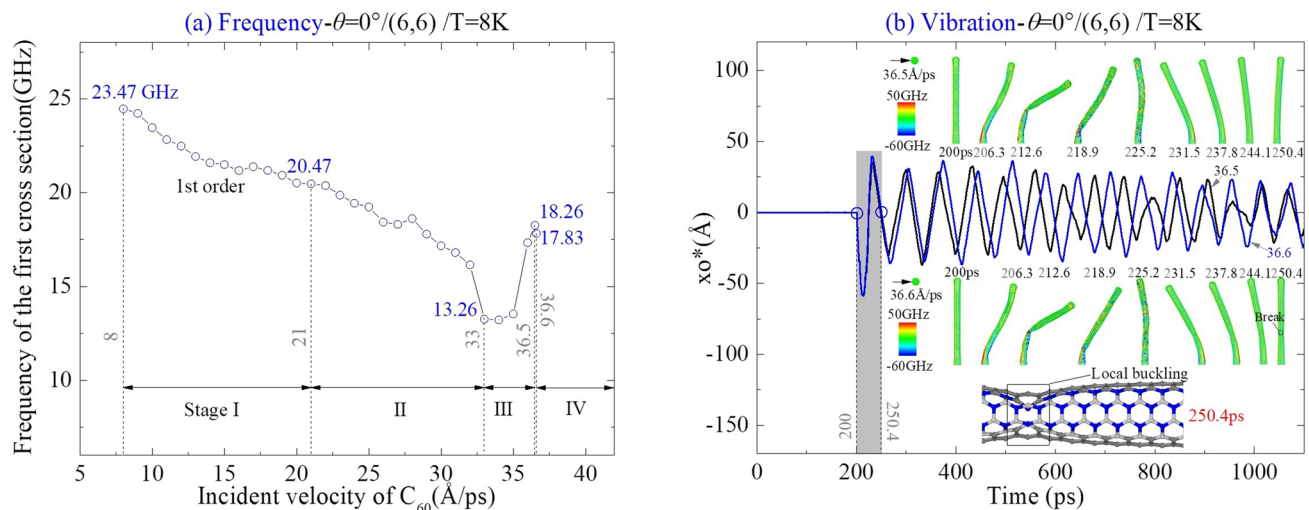 (a) Frequency-θ=0°/(6,6) /T=8K
Frequency of the first cross section(GHz)
25
20
15
10
23.47 GHz
1st order
20.47
18.26
17.83
13.26
8
21
33
36.5
36.6
Stage I
II
III
IV
5 10 15 20 25 30 35 40
Incident velocity of C60(Å/ps)
(b) Vibration-θ=0°/(6,6) /T=8K
xo*(Å)
100
50
0
-50
-100
-150
36.5Å/ps
50GHz
-60GHz
200ps 206.3 212.6 218.9 225.2 231.5 237.8 244.1 250.4
36.5
36.6
200ps 206.3 212.6 218.9 225.2 231.5 237.8 244.1 250.4
36.6Å/ps
50GHz
-60GHz
Break
Local buckling
250.4ps
200
250.4
0 200 400 600 800 1000
Time (ps)